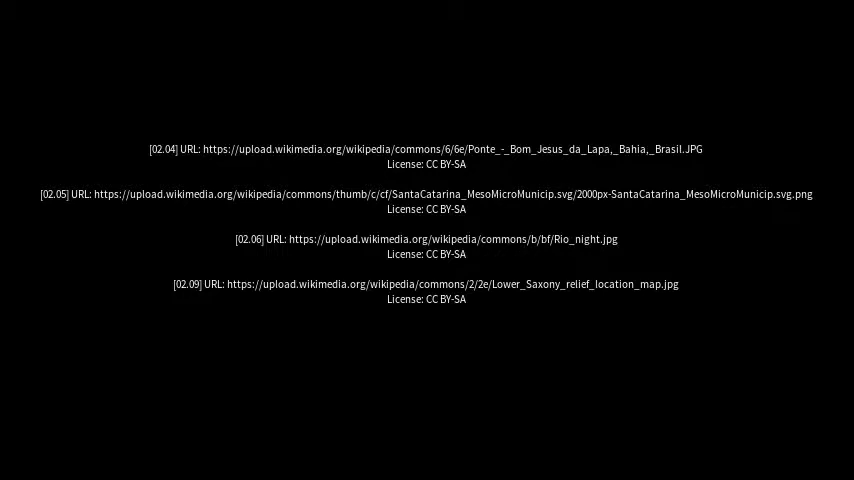 [02.04] URL: https://upload.wikimedia.org/wikipedia/commons/6/6e/Ponte_-_Bom_Jesus_da_Lapa,_Bahia,_Brasil.JPG
License: CC BY-SA
[02.05] URL: https://upload.wikimedia.org/wikipedia/commons/thumb/c/cf/SantaCatarina_MesoMicroMunicip.svg/2000px-SantaCatarina_MesoMicroMunicip.svg.png
License: CC BY-SA
[02.06] URL: https://upload.wikimedia.org/wikipedia/commons/b/bf/Rio_night.jpg
License: CC BY-SA
[02.09] URL: https://upload.wikimedia.org/wikipedia/commons/2/2e/Lower_Saxony_relief_location_map.jpg
License: CC BY-SA